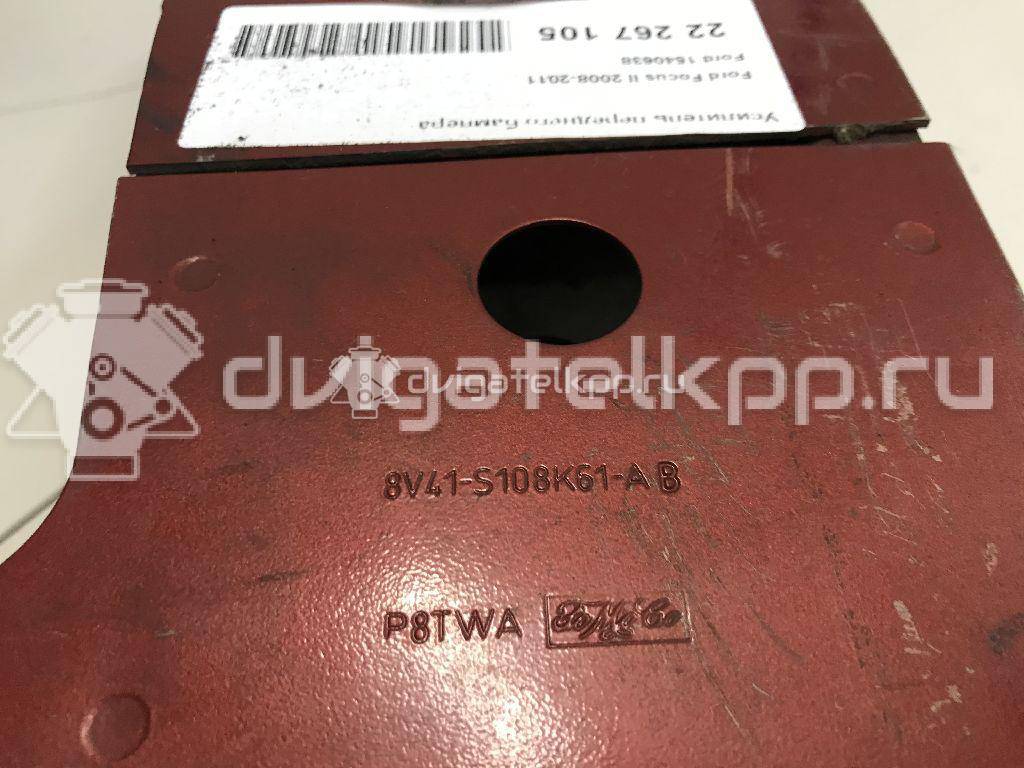 Усилитель переднего бампера
Ford Focus II 2008-2011
Ford 1540638
22 267 105
dvigatelkpp.ru
dvigatelkpp.ru
8V41-S108K61-AB
P8TWA FoMoCo